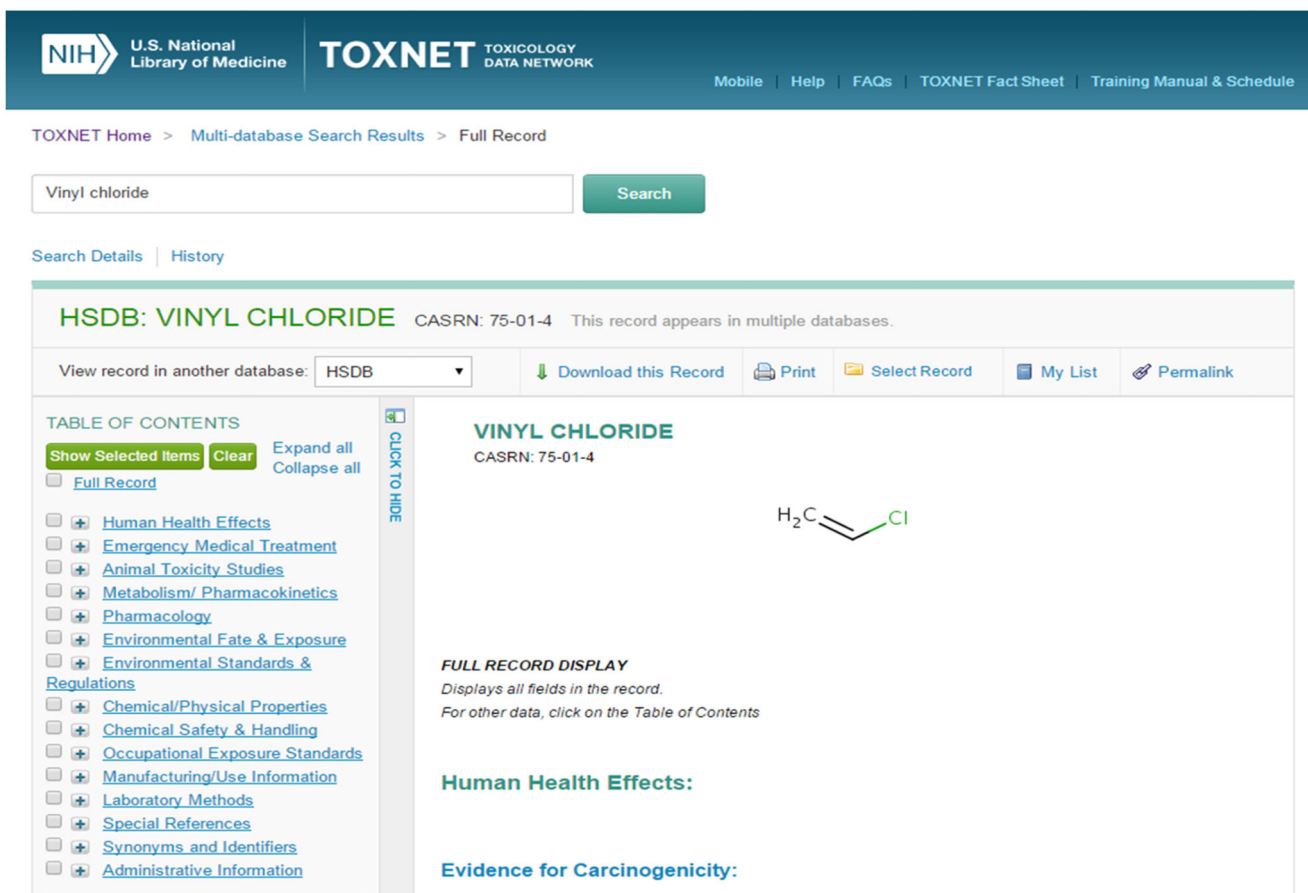 NIH U.S. National Library of Medicine
TOXNET TOXICOLOGY DATA NETWORK
Mobile | Help | FAQs | TOXNET Fact Sheet | Training Manual & Schedule
TOXNET Home > Multi-database Search Results > Full Record
Vinyl chloride
Search
Search Details | History
HSDB: VINYL CHLORIDE CASRN: 75-01-4 This record appears in multiple databases.
View record in another database: HSDB
Download this Record
Print
Select Record
My List
Permalink
TABLE OF CONTENTS
Show Selected Items Clear Expand all
Collapse all
Full Record
Human Health Effects
Emergency Medical Treatment
Animal Toxicity Studies
Metabolism/ Pharmacokinetics
Pharmacology
Environmental Fate & Exposure
Environmental Standards &
Regulations
Chemical/Physical Properties
Chemical Safety & Handling
Occupational Exposure Standards
Manufacturing/Use Information
Laboratory Methods
Special References
Synonyms and Identifiers
Administrative Information
CLICK TO HIDE
VINYL CHLORIDE
CASRN: 75-01-4
H₂C Cl
FULL RECORD DISPLAY
Displays all fields in the record.
For other data, click on the Table of Contents
Human Health Effects:
Evidence for Carcinogenicity: